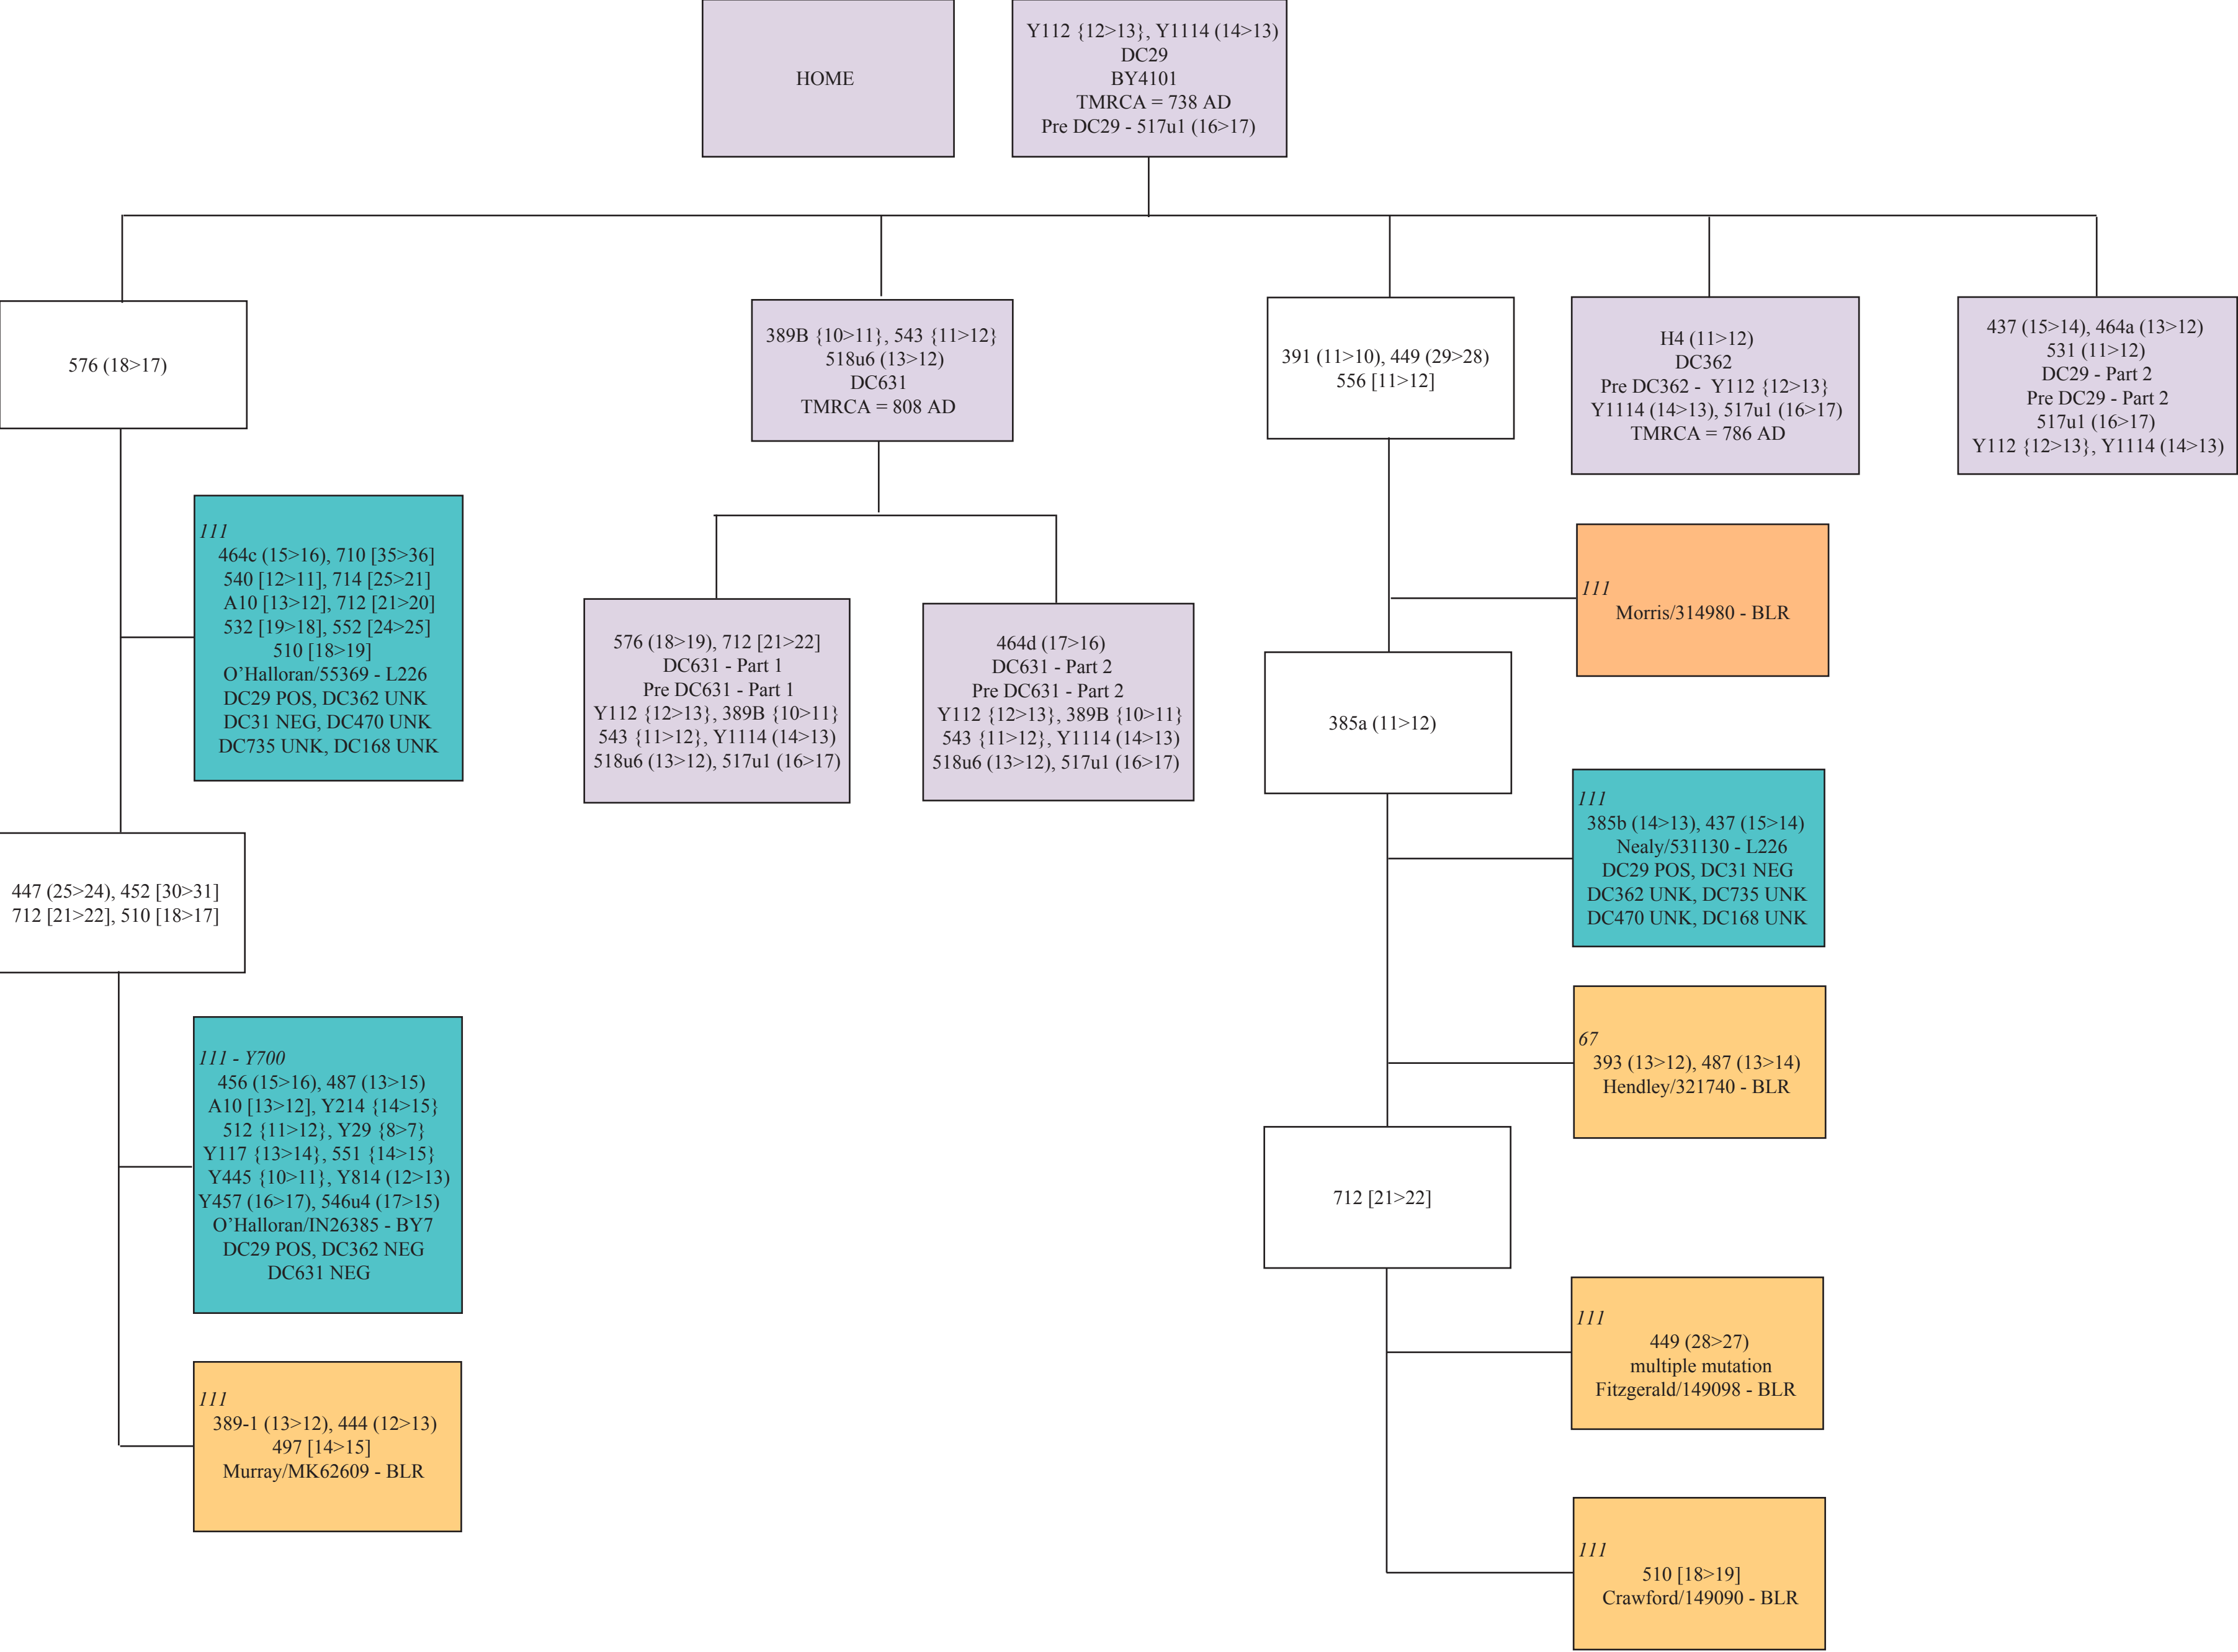 HOME
Y112 {12>13}, Y1114 (14>13)
DC29
BY4101
TMRCA = 738 AD
Pre DC29 - 517u1 (16>17)
576 (18>17)
389B {10>11}, 543 {11>12}
518u6 (13>12)
DC631
TMRCA = 808 AD
391 (11>10), 449 (29>28)
556 [11>12]
H4 (11>12)
DC362
Pre DC362 - Y112 {12>13}
Y1114 (14>13), 517u1 (16>17)
TMRCA = 786 AD
437 (15>14), 464a (13>12)
531 (11>12)
DC29 - Part 2
Pre DC29 - Part 2
517u1 (16>17)
Y112 {12>13}, Y1114 (14>13)
111
464c (15>16), 710 [35>36]
540 [12>11], 714 [25>21]
A10 [13>12], 712 [21>20]
532 [19>18], 552 [24>25]
510 [18>19]
O’Halloran/55369 - L226
DC29 POS, DC362 UNK
DC31 NEG, DC470 UNK
DC735 UNK, DC168 UNK
576 (18>19), 712 [21>22]
DC631 - Part 1
Pre DC631 - Part 1
Y112 {12>13}, 389B {10>11}
543 {11>12}, Y1114 (14>13)
518u6 (13>12), 517u1 (16>17)
464d (17>16)
DC631 - Part 2
Pre DC631 - Part 2
Y112 {12>13}, 389B {10>11}
543 {11>12}, Y1114 (14>13)
518u6 (13>12), 517u1 (16>17)
111
Morris/314980 - BLR
385a (11>12)
111
385b (14>13), 437 (15>14)
Nealy/531130 - L226
DC29 POS, DC31 NEG
DC362 UNK, DC735 UNK
DC470 UNK, DC168 UNK
447 (25>24), 452 [30>31]
712 [21>22], 510 [18>17]
67
393 (13>12), 487 (13>14)
Hendley/321740 - BLR
111 - Y700
456 (15>16), 487 (13>15)
A10 [13>12], Y214 {14>15}
512 {11>12}, Y29 {8>7}
Y117 {13>14}, 551 {14>15}
Y445 {10>11}, Y814 (12>13)
Y457 (16>17), 546u4 (17>15)
O’Halloran/IN26385 - BY7
DC29 POS, DC362 NEG
DC631 NEG
712 [21>22]
111
449 (28>27)
multiple mutation
Fitzgerald/149098 - BLR
111
389-1 (13>12), 444 (12>13)
497 [14>15]
Murray/MK62609 - BLR
111
510 [18>19]
Crawford/149090 - BLR